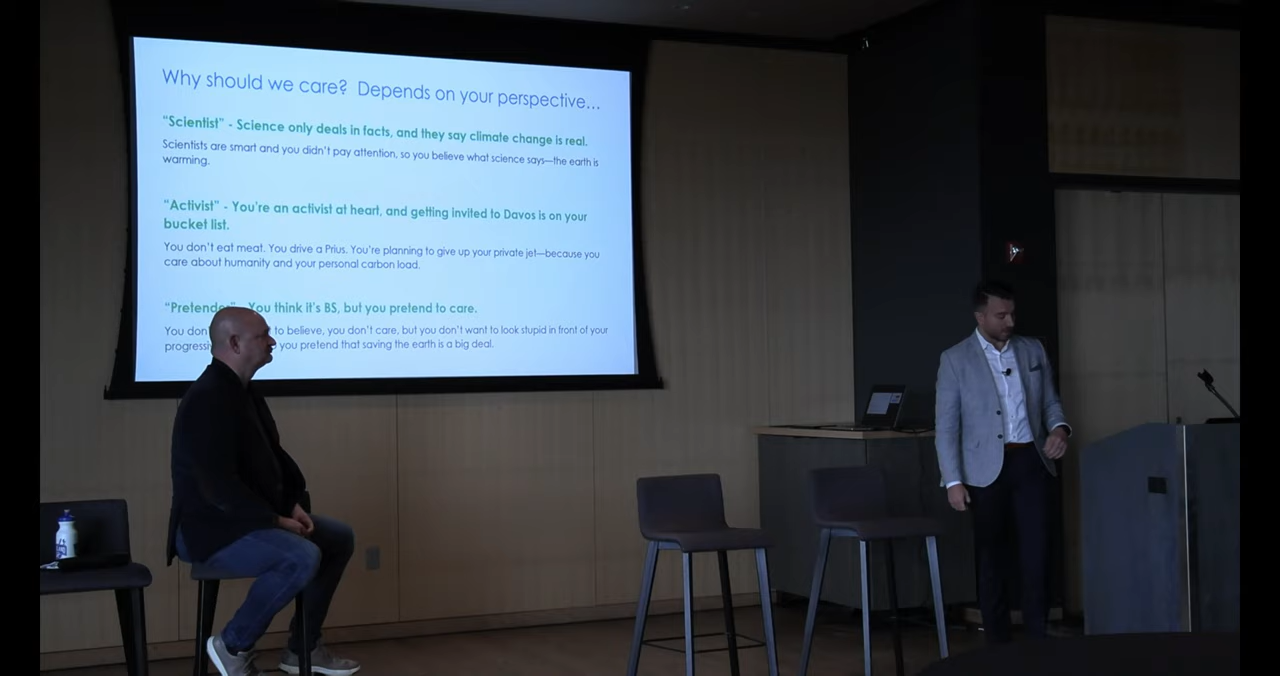 Why should we care? Depends on your perspective...
"Scientist" - Science only deals in facts, and they say climate change is real.
Scientists are smart and you didn't pay attention, so you believe what science says—the earth is
warming.
"Activist" - You're an activist at heart, and getting invited to Davos is on your
bucket list.
You don't eat meat. You drive a Prius. You're planning to give up your private jet—because you
care about humanity and your personal carbon load.
You think it's BS, but you pretend to care.
to believe, you don't care, but you don't want to look stupid in front of your
you pretend that saving the earth is a big deal.